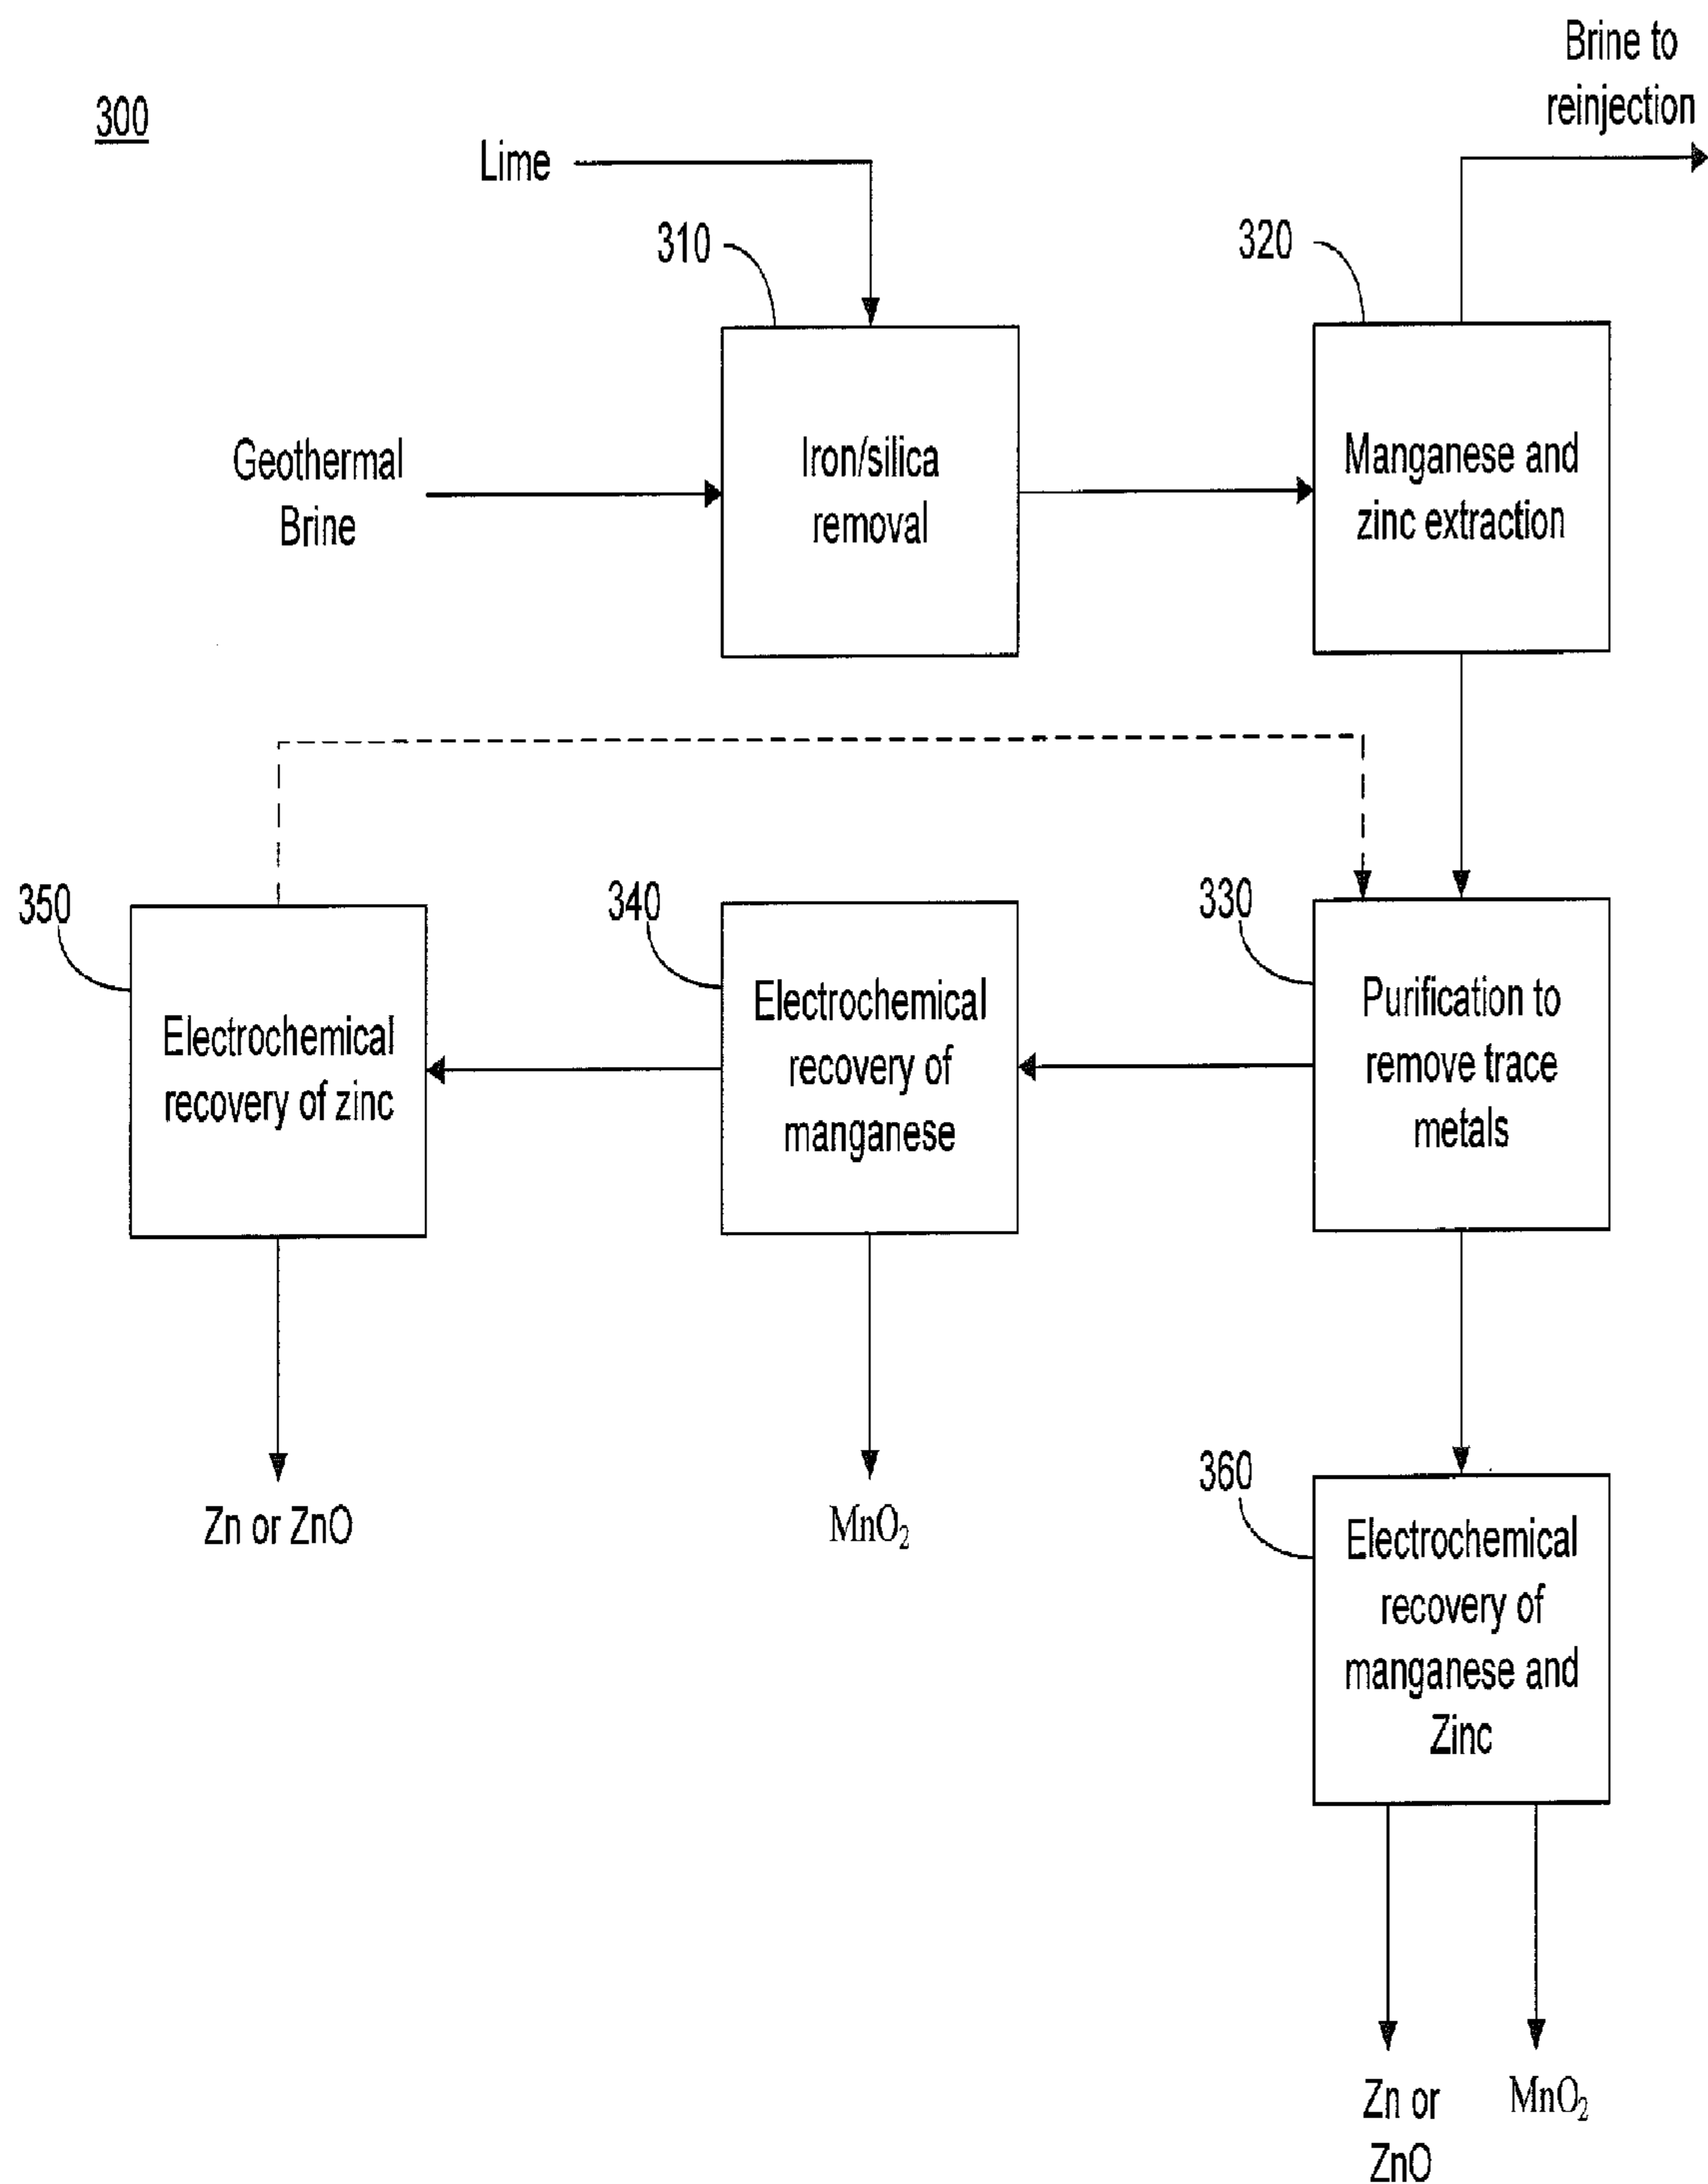 Brine to
reinjection
300
Lime
310
320
Geothermal
Brine
Iron/silica
removal
Manganese and
zinc extraction
350
340
330
Electrochemical
recovery of zinc
Electrochemical
recovery of
manganese
Purification to
remove trace
metals
Zn or ZnO
MnO₂
360
Electrochemical
recovery of
manganese and
Zinc
Zn or
ZnO
MnO₂